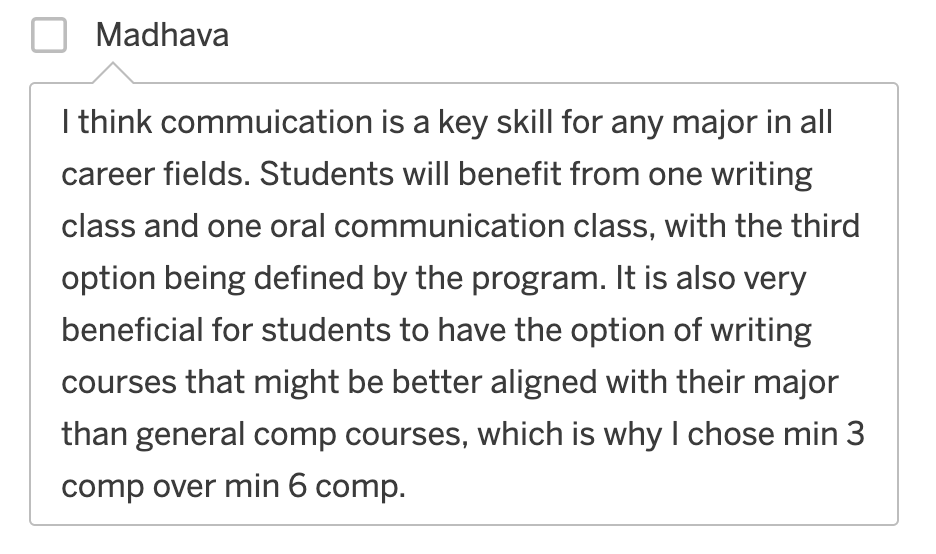 Madhava
I think commuication is a key skill for any major in all
career fields. Students will benefit from one writing
class and one oral communication class, with the third
option being defined by the program. It is also very
beneficial for students to have the option of writing
courses that might be better aligned with their major
than general comp courses, which is why I chose min 3
comp over min 6 comp.